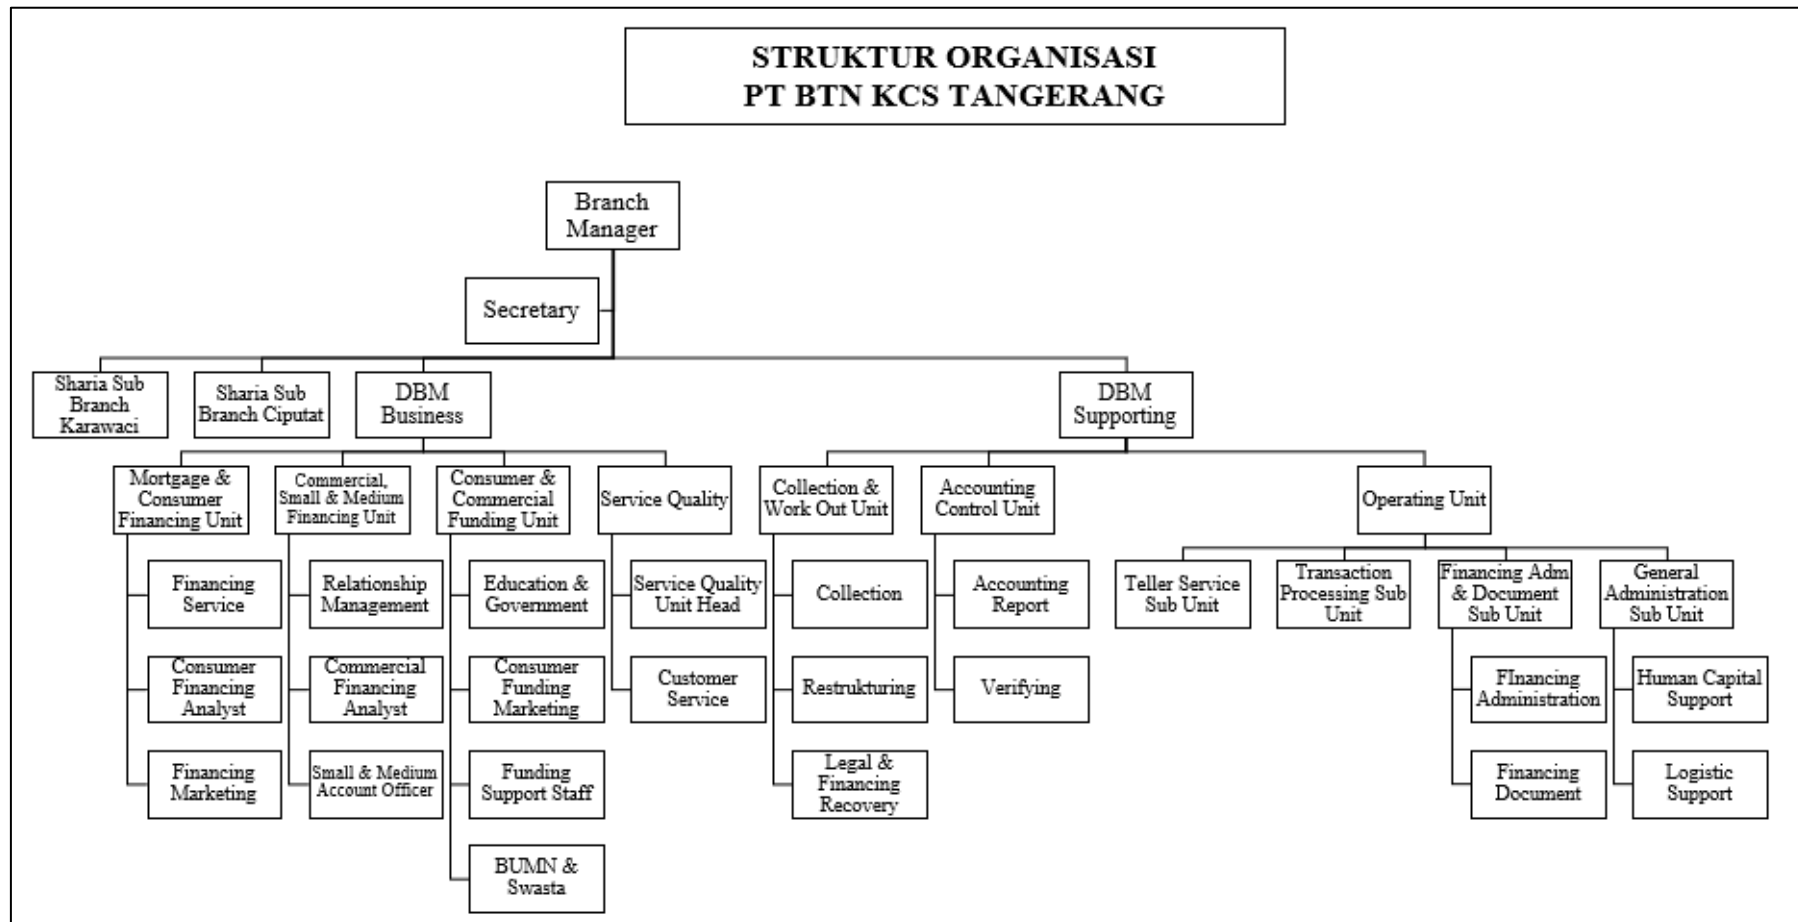 STRUKTUR ORGANISASI
PT BTN KCS TANGERANG
Branch
Manager
Secretary
Sharia Sub
Branch
Karawaci
Sharia Sub
Branch Ciputat
DBM
Business
DBM
Supporting
Mortgage &
Consumer
Financing Unit
Commercial,
Small & Medium
Financing Unit
Consumer &
Commercial
Funding Unit
Service Quality
Collection &
Work Out Unit
Accounting
Control Unit
Operating Unit
Financing
Service
Relationship
Management
Education &
Government
Service Quality
Unit Head
Collection
Accounting
Report
Teller Service
Sub Unit
Transaction
Processing Sub
Unit
Financing Adm
& Document
Sub Unit
General
Administration
Sub Unit
Consumer
Financing
Analyst
Commercial
Financing
Analyst
Consumer
Funding
Marketing
Customer
Service
Restrukturing
Verifying
FInancing
Administration
Human Capital
Support
Financing
Marketing
Small & Medium
Account Officer
Funding
Support Staff
Legal &
Financing
Recovery
Financing
Document
Logistic
Support
BUMN &
Swasta